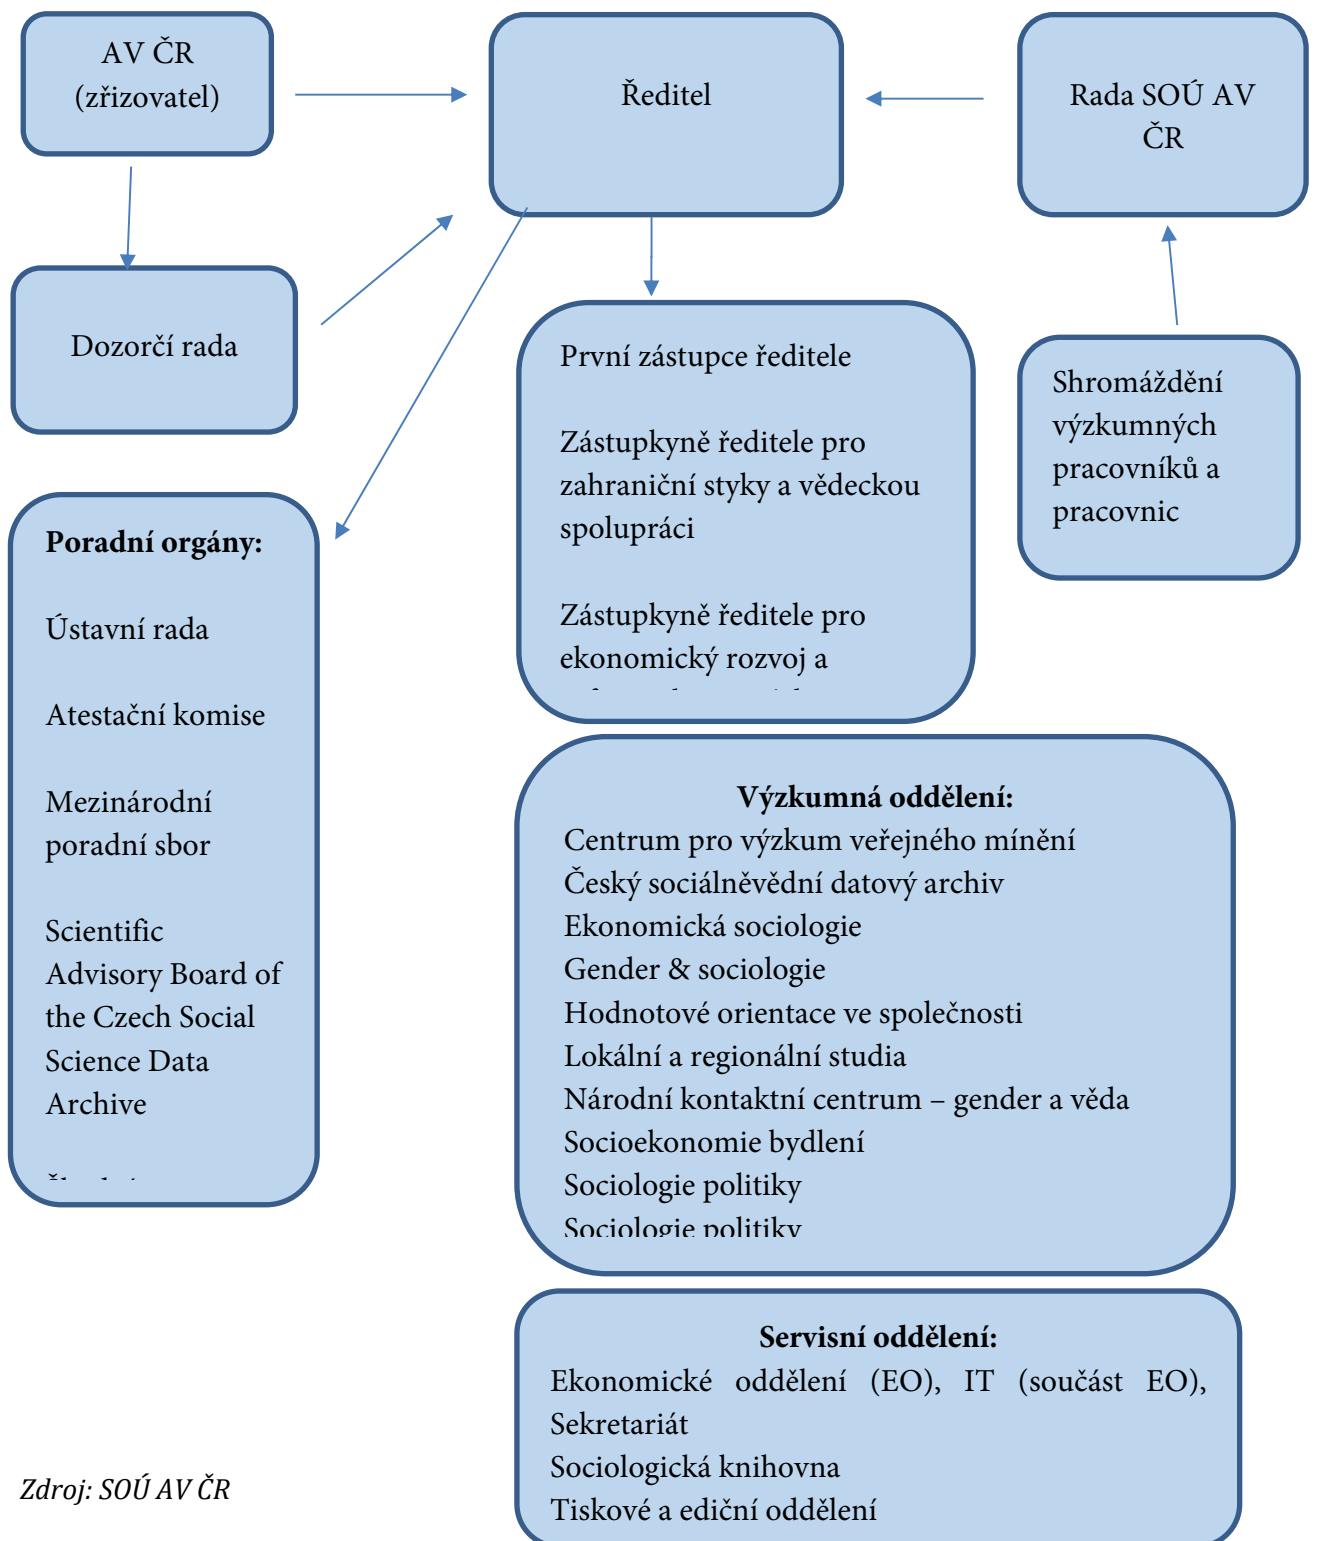 AV ČR
(zřizovatel)
Ředitel
Rada SOÚ AV
ČR
Dozorčí rada
První zástupce ředitele
Zástupkyně ředitele pro
zahraniční styky a vědeckou
spolupráci
Zástupkyně ředitele pro
ekonomický rozvoj a
Shromáždění
výzkumných
pracovníků a
pracovnic
Poradní orgány:
Ústavní rada
Atestační komise
Mezinárodní
poradní sbor
Scientific
Advisory Board of
the Czech Social
Science Data
Archive
Výzkumná oddělení:
Centrum pro výzkum veřejného mínění
Český sociálněvědní datový archiv
Ekonomická sociologie
Gender & sociologie
Hodnotové orientace ve společnosti
Lokální a regionální studia
Národní kontaktní centrum – gender a věda
Socioekonomie bydlení
Sociologie politiky
Sociologie politiky
Servisní oddělení:
Ekonomické oddělení (EO), IT (součást EO),
Sekretariát
Sociologická knihovna
Tiskové a ediční oddělení
Zdroj: SOÚ AV ČR